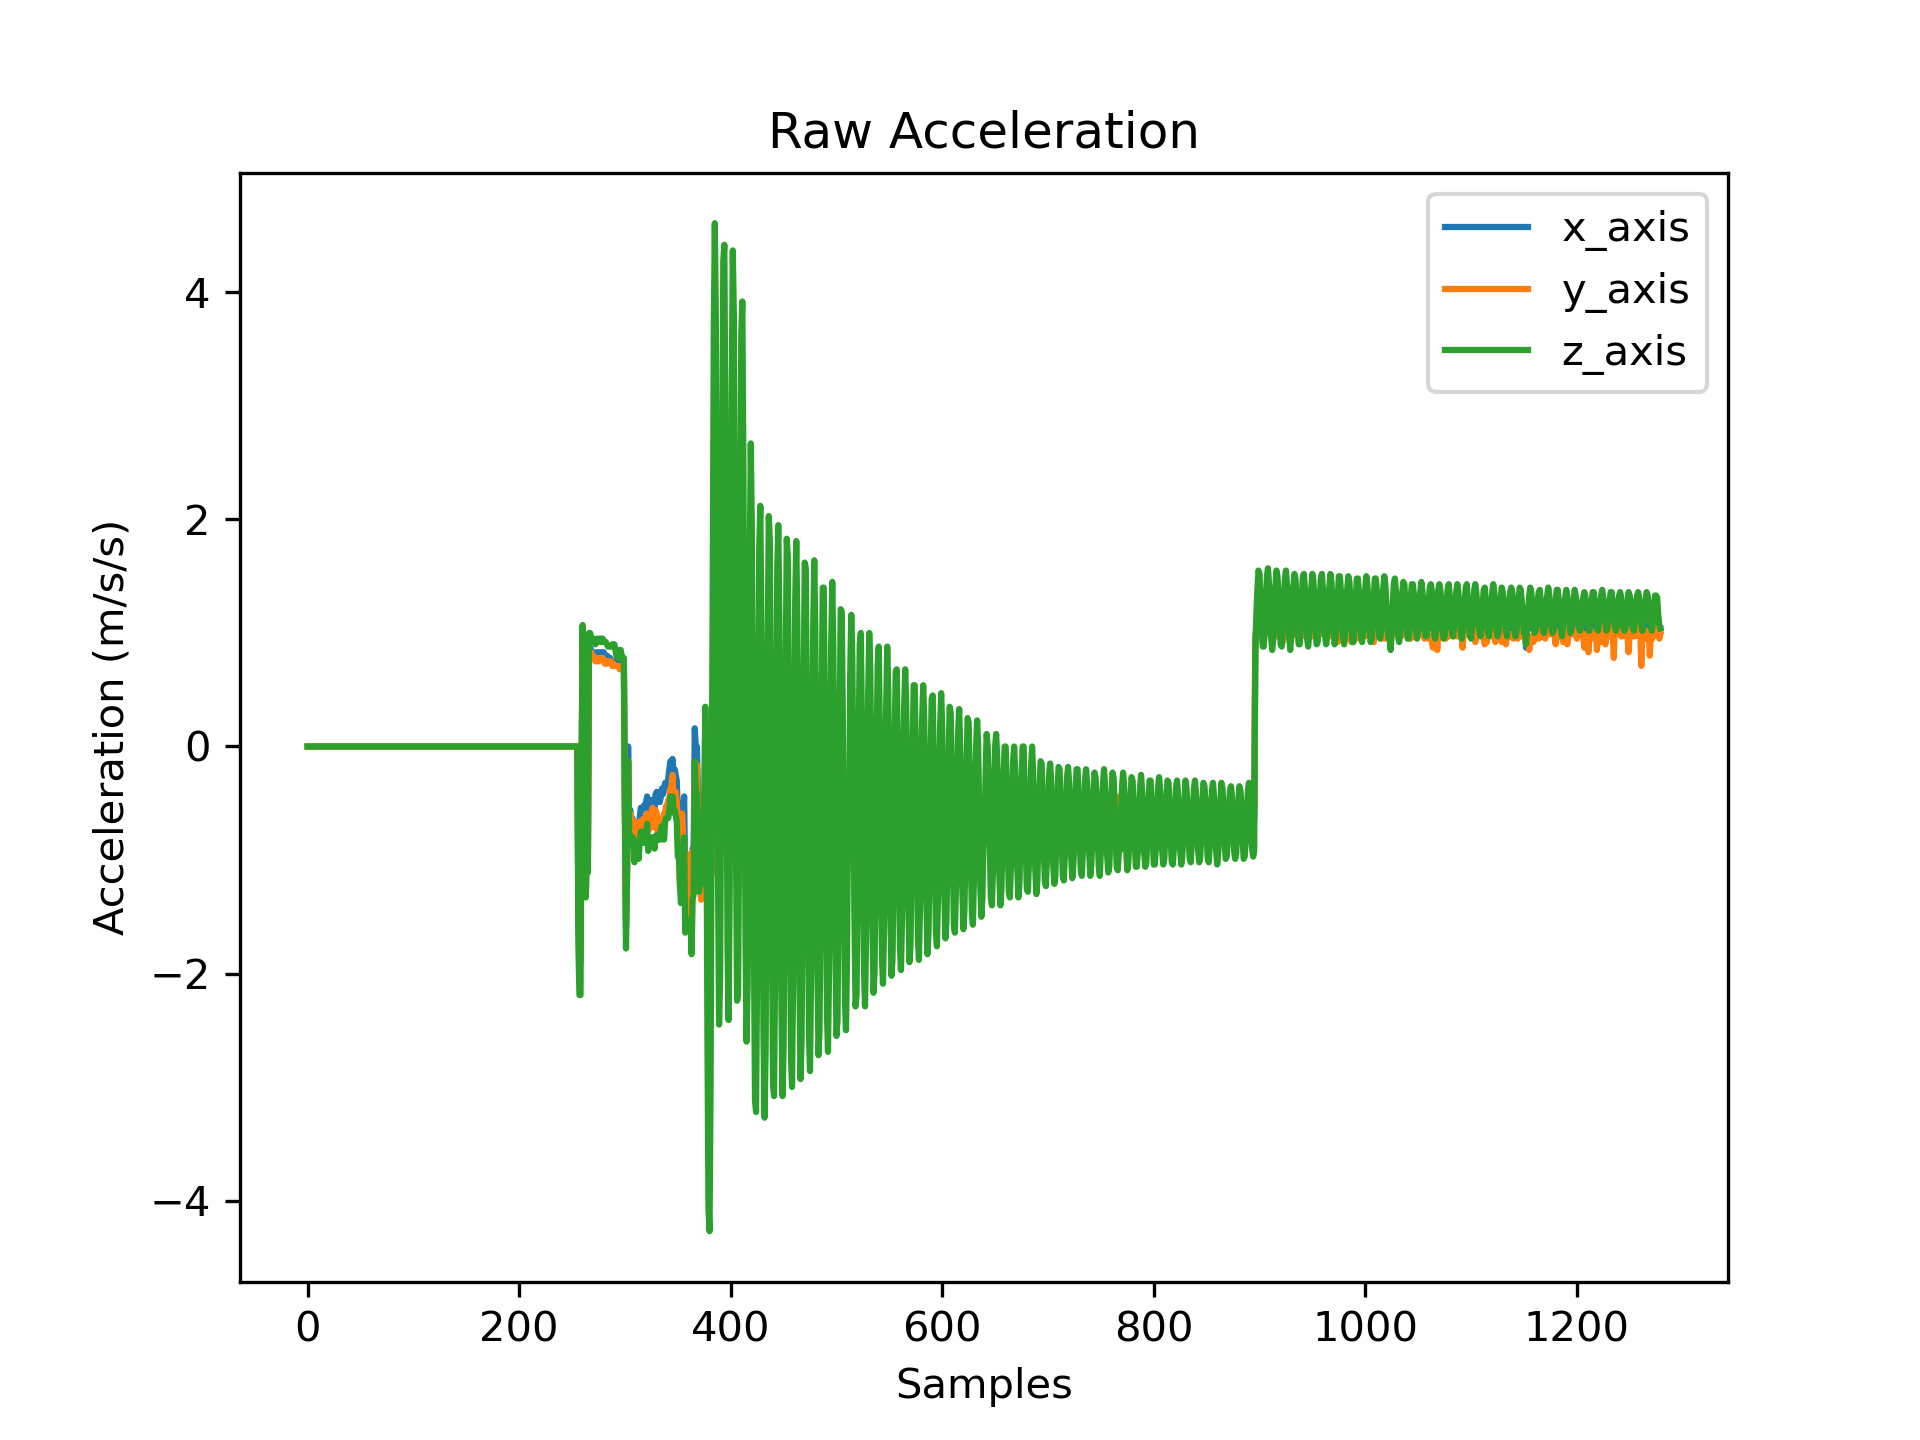 Raw Acceleration
x_axis
y_axis
z_axis
Acceleration (m/s/s)
4
2
0
−2
−4
0 200 400 600 800 1000 1200
Samples